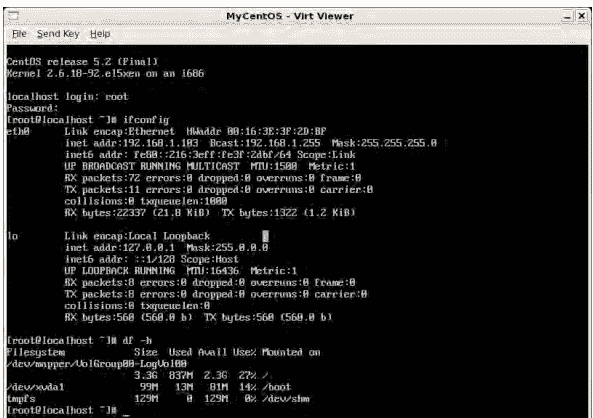 MyCentOS - Virt Viewer
File Send Key Help
CentOS release 5.2 (Final)
Kernel 2.6.18-92.el5xen on an i686
localhost login: root
Password:
[root@localhost ~]# ifconfig
eth0 Link encap:Ethernet HWaddr 00:16:3E:3F:2D:BF
inet addr:192.168.1.103 Bcast:192.168.1.255 Mask:255.255.255.0
inet6 addr: fe80::216:3eff:fe3f:2dbf/64 Scope:Link
UP BROADCAST RUNNING MULTICAST MTU:1500 Metric:1
RX packets:72 errors:0 dropped:0 overruns:0 frame:0
TX packets:11 errors:0 dropped:0 overruns:0 carrier:0
collisions:0 txqueuelen:1000
RX bytes:22337 (21.8 KiB) TX bytes:1322 (1.2 KiB)
lo Link encap:Local Loopback
inet addr:127.0.0.1 Mask:255.0.0.0
inet6 addr: ::1/128 Scope:Host
UP LOOPBACK RUNNING MTU:16436 Metric:1
RX packets:8 errors:0 dropped:0 overruns:0 frame:0
TX packets:8 errors:0 dropped:0 overruns:0 carrier:0
collisions:0 txqueuelen:0
RX bytes:560 (560.0 b) TX bytes:560 (560.0 b)
[root@localhost ~]# df -h
Filesystem Size Used Avail Use% Mounted on
/dev/mapper/VolGroup00-LogVol00
3.3G 837M 2.3G 27% /
/dev/xvda1 99M 13M 81M 14% /boot
tmpfs 129M 0 129M 0% /dev/shm
[root@localhost ~]# _